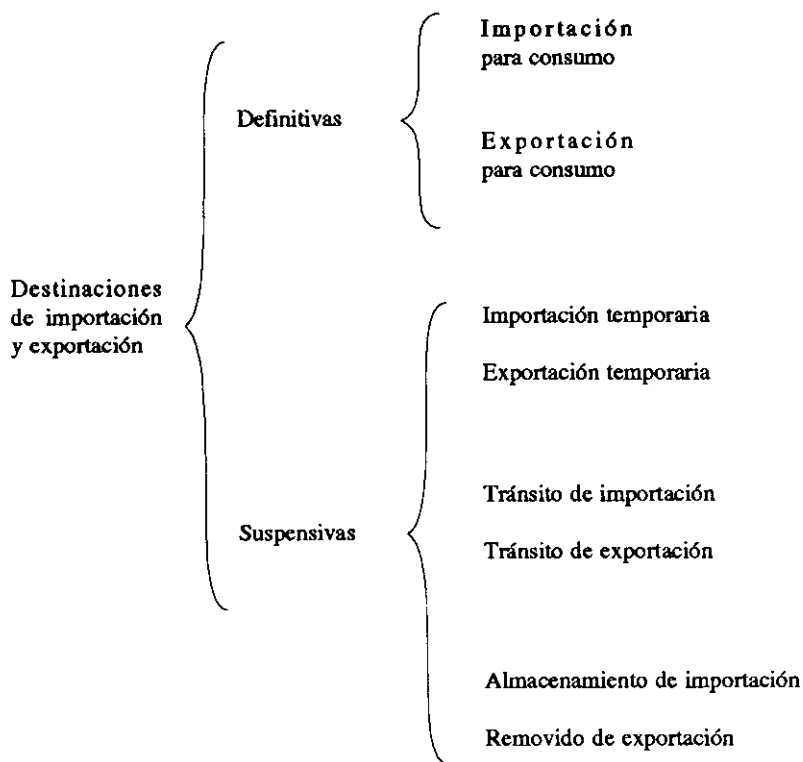 Destinaciones
de importación
y exportación
Definitivas
Importación
para consumo
Exportación
para consumo
Suspensivas
Importación temporaria
Exportación temporaria
Tránsito de importación
Tránsito de exportación
Almacenamiento de importación
Removido de exportación